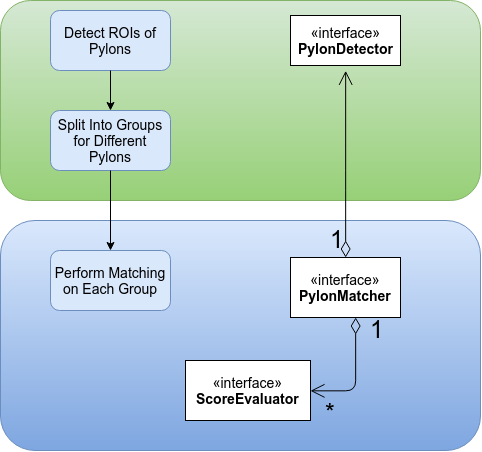 Detect ROIs of
Pylons
«interface»
PylonDetector
Split Into Groups
for Different
Pylons
1
Perform Matching
on Each Group
«interface»
PylonMatcher
1
«interface»
ScoreEvaluator
*